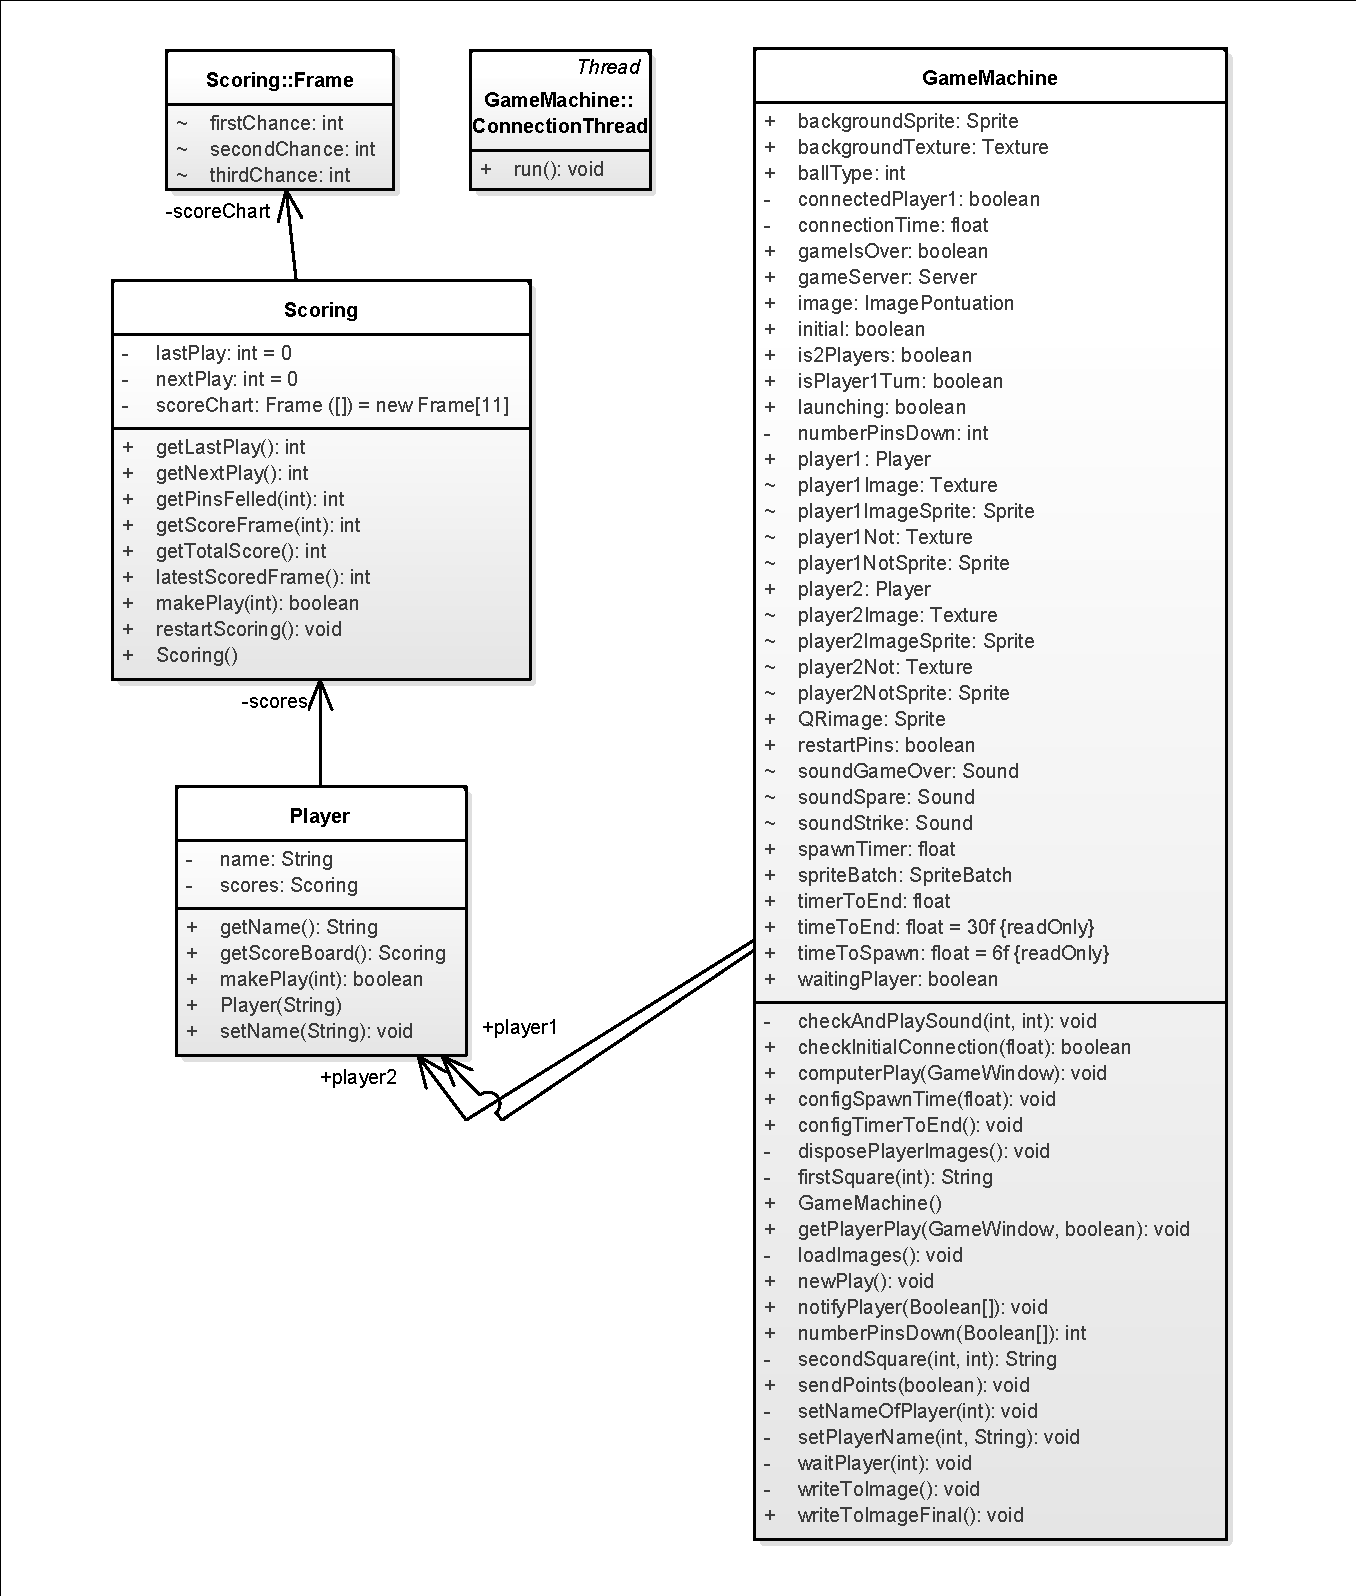 Scoring::Frame
~ firstChance: int
~ secondChance: int
~ thirdChance: int
Thread
GameMachine::
ConnectionThread
+ run(): void
-scoreChart
Scoring
- lastPlay: int = 0
- nextPlay: int = 0
- scoreChart: Frame ([]) = new Frame[11]
+ getLastPlay(): int
+ getNextPlay(): int
+ getPinsFelled(int): int
+ getScoreFrame(int): int
+ getTotalScore(): int
+ latestScoredFrame(): int
+ makePlay(int): boolean
+ restartScoring(): void
+ Scoring()
-scores
Player
- name: String
- scores: Scoring
+ getName(): String
+ getScoreBoard(): Scoring
+ makePlay(int): boolean
+ Player(String)
+ setName(String): void
+player1
+player2
GameMachine
+ backgroundSprite: Sprite
+ backgroundTexture: Texture
+ ballType: int
- connectedPlayer1: boolean
- connectionTime: float
+ gameIsOver: boolean
+ gameServer: Server
+ image: ImagePontuation
+ initial: boolean
+ is2Players: boolean
+ isPlayer1Turn: boolean
+ launching: boolean
- numberPinsDown: int
+ player1: Player
~ player1Image: Texture
~ player1ImageSprite: Sprite
~ player1Not: Texture
~ player1NotSprite: Sprite
+ player2: Player
~ player2Image: Texture
~ player2ImageSprite: Sprite
~ player2Not: Texture
~ player2NotSprite: Sprite
+ QRimage: Sprite
+ restartPins: boolean
~ soundGameOver: Sound
~ soundSpare: Sound
~ soundStrike: Sound
+ spawnTimer: float
+ spriteBatch: SpriteBatch
+ timerToEnd: float
+ timeToEnd: float = 30f {readOnly}
+ timeToSpawn: float = 6f {readOnly}
+ waitingPlayer: boolean
- checkAndPlaySound(int, int): void
+ checkInitialConnection(float): boolean
+ computerPlay(GameWindow): void
+ configSpawnTime(float): void
+ configTimerToEnd(): void
- disposePlayerImages(): void
- firstSquare(int): String
+ GameMachine()
+ getPlayerPlay(GameWindow, boolean): void
- loadImages(): void
+ newPlay(): void
+ notifyPlayer(Boolean[]): void
+ numberPinsDown(Boolean[]): int
- secondSquare(int, int): String
+ sendPoints(boolean): void
- setNameOfPlayer(int): void
- setPlayerName(int, String): void
- waitPlayer(int): void
- writeToImage(): void
+ writeToImageFinal(): void